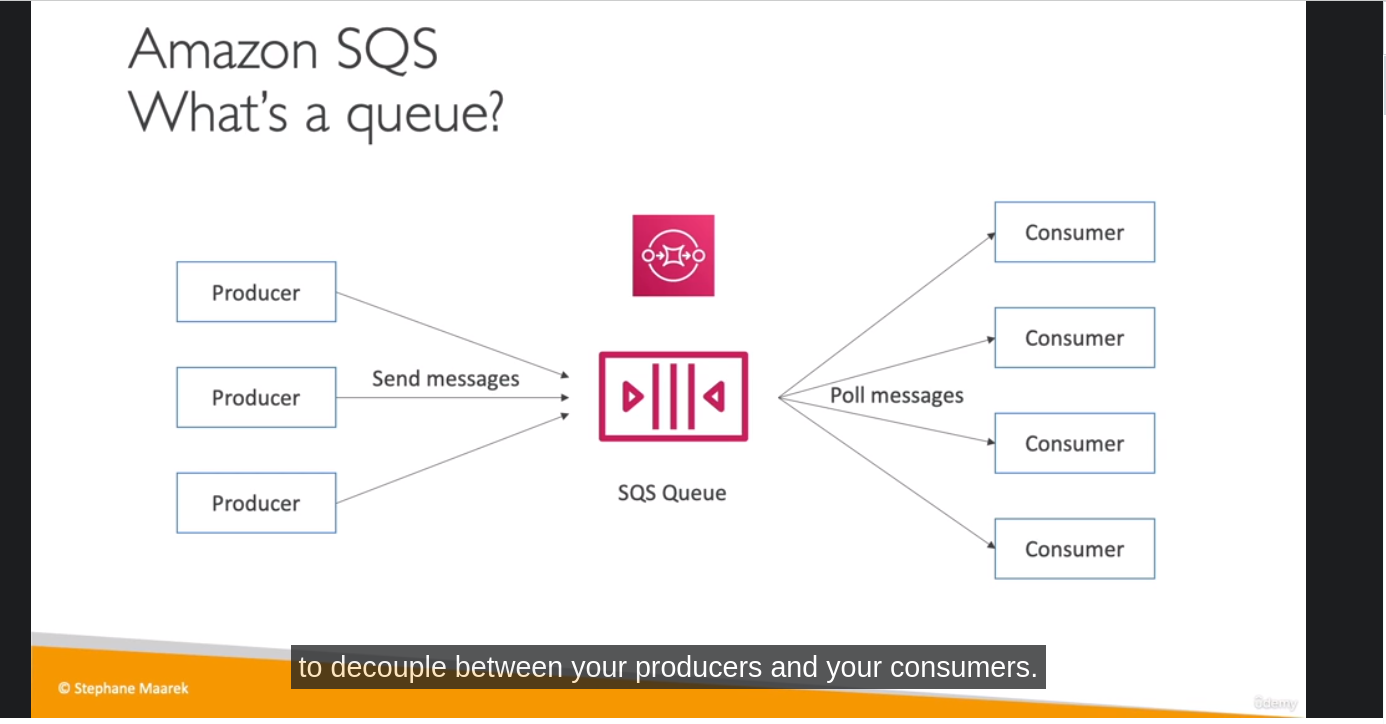 Amazon SQS
What's a queue?
Consumer
Producer
Consumer
Send messages
Producer
Poll messages
Consumer
SQS Queue
Producer
Consumer
to decouple between your producers and your consumers.
© Stephane Maarek
ûdemy